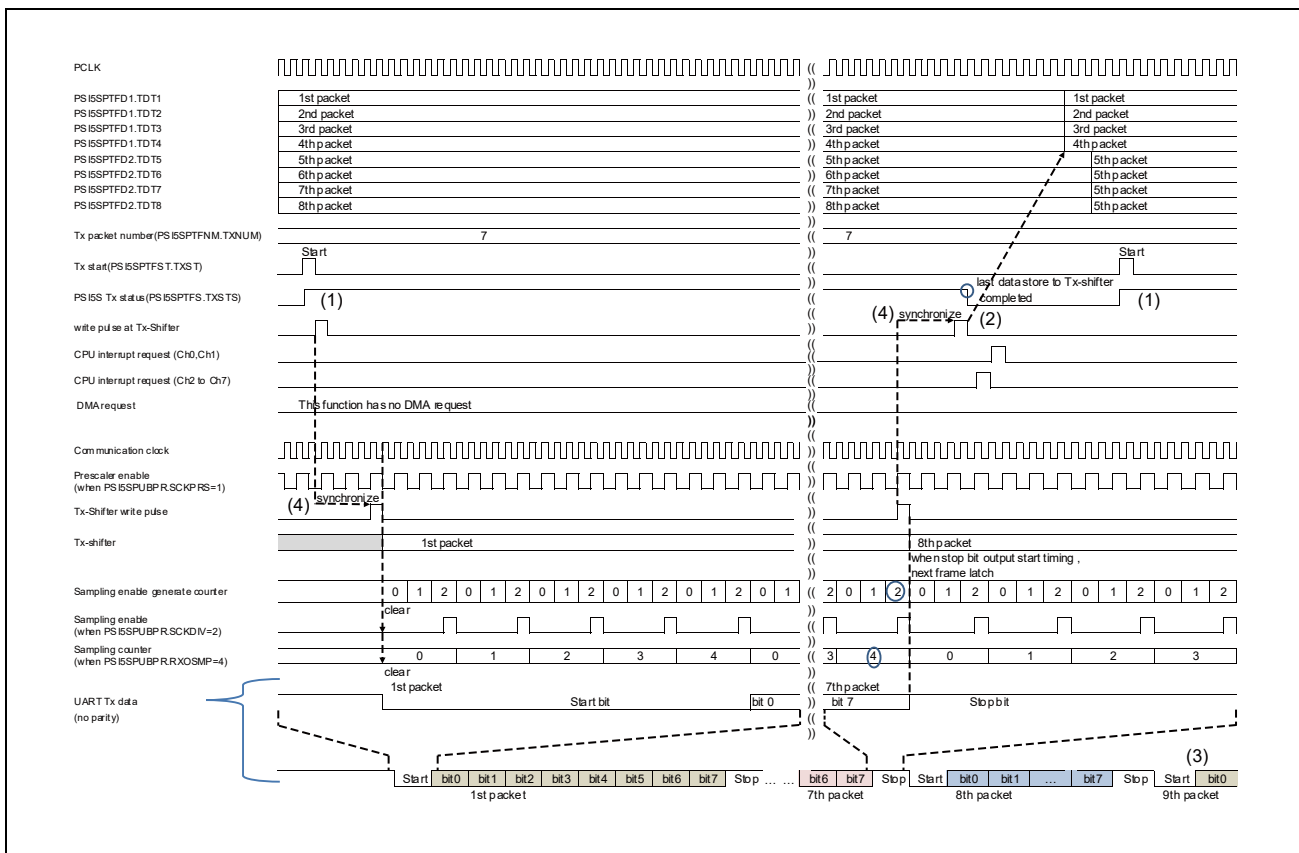 PCLK
PSI5SPTFD1.TDT1 1st packet 1st packet 1st packet
PSI5SPTFD1.TDT2 2nd packet 2nd packet 2nd packet
PSI5SPTFD1.TDT3 3rd packet 3rd packet 3rd packet
PSI5SPTFD1.TDT4 4th packet 4th packet 4th packet
PSI5SPTFD2.TDT5 5th packet 5th packet 5th packet
PSI5SPTFD2.TDT6 6th packet 6th packet 5th packet
PSI5SPTFD2.TDT7 7th packet 7th packet 5th packet
PSI5SPTFD2.TDT8 8th packet 8th packet 5th packet
Tx packet number(PSI5SPTFNM.TXNUM) 7 7
Start Start
Tx start(PSI5SPTFST.TXST)
last data store to Tx-shifter
PSI5S Tx status(PSI5SPTFS.TXSTS) (1) completed (1)
(4) synchronize (2)
write pulse at Tx-Shifter
CPU interrupt request (Ch0,Ch1)
CPU interrupt request (Ch2 to Ch7)
DMA request This function has no DMA request
Communication clock
Prescaler enable
(when PSI5SPUBPR.SCKPRS=1)
(4) synchronize
Tx-Shifter write pulse
Tx-shifter 1st packet 8th packet
when stop bit output start timing ,
next frame latch
Sampling enable generate counter 0 1 2 0 1 2 0 1 2 0 1 2 0 1 2 0 1 2 0 1 2 0 1 2 0 1 2 0 1 2 0 1 2
clear
Sampling enable
(when PSI5SPUBPR.SCKDIV=2)
Sampling counter
(when PSI5SPUBPR.RXOSMP=4) 0 1 2 3 4 0 3 4 0 1 2 3
clear
1st packet 7th packet
UART Tx data Start bit bit 0 bit 7 Stop bit
(no parity)
(3)
Start bit0 bit1 bit2 bit3 bit4 bit5 bit6 bit7 Stop ... ... bit6 bit7 Stop Start bit0 bit1 ... bit7 Stop Start bit0
1st packet 7th packet 8th packet 9th packet